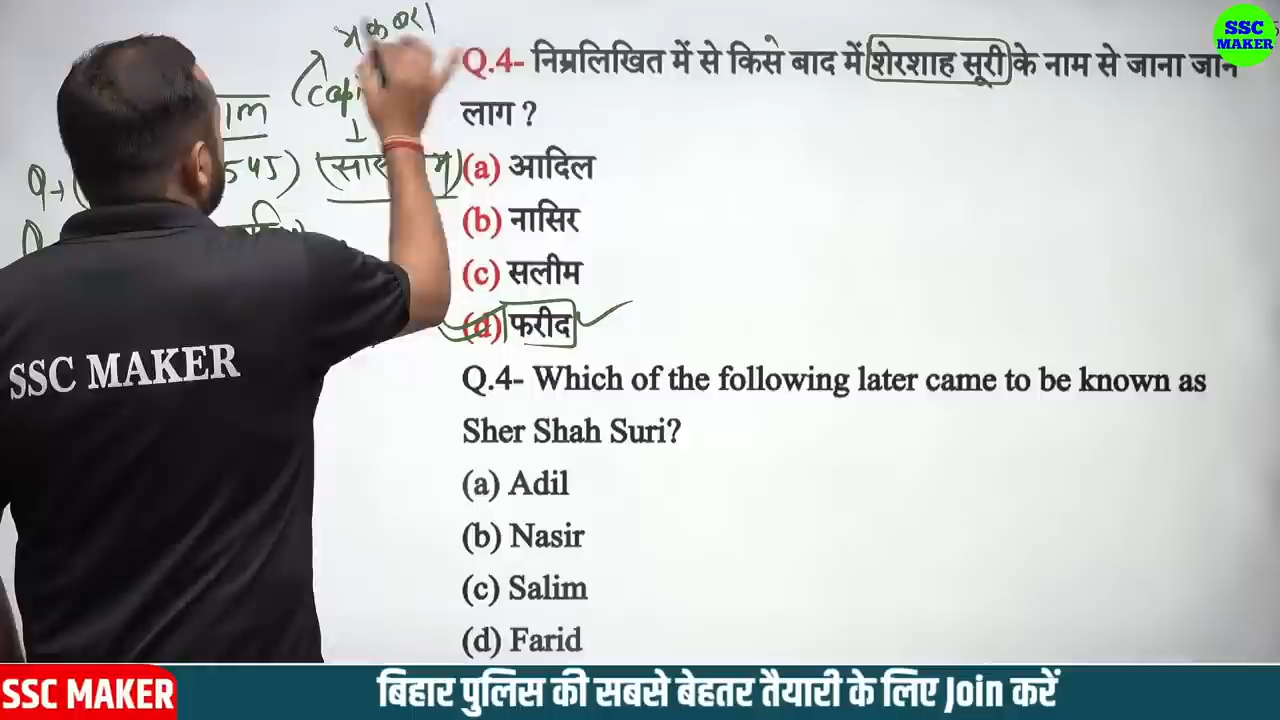 SSC
MAKER
मकबरा
Q.4- निम्नलिखित में से किसे बाद में शेरशाह सूरी के नाम से जाना जाने
लाग ?
(a) आदिल
(b) नासिर
(c) सलीम
(d) फरीद
Q.4- Which of the following later came to be known as
Sher Shah Suri?
(a) Adil
(b) Nasir
(c) Salim
(d) Farid
SSC MAKER
SSC MAKER
बिहार पुलिस की सबसे बेहतर तैयारी के लिए Join करें